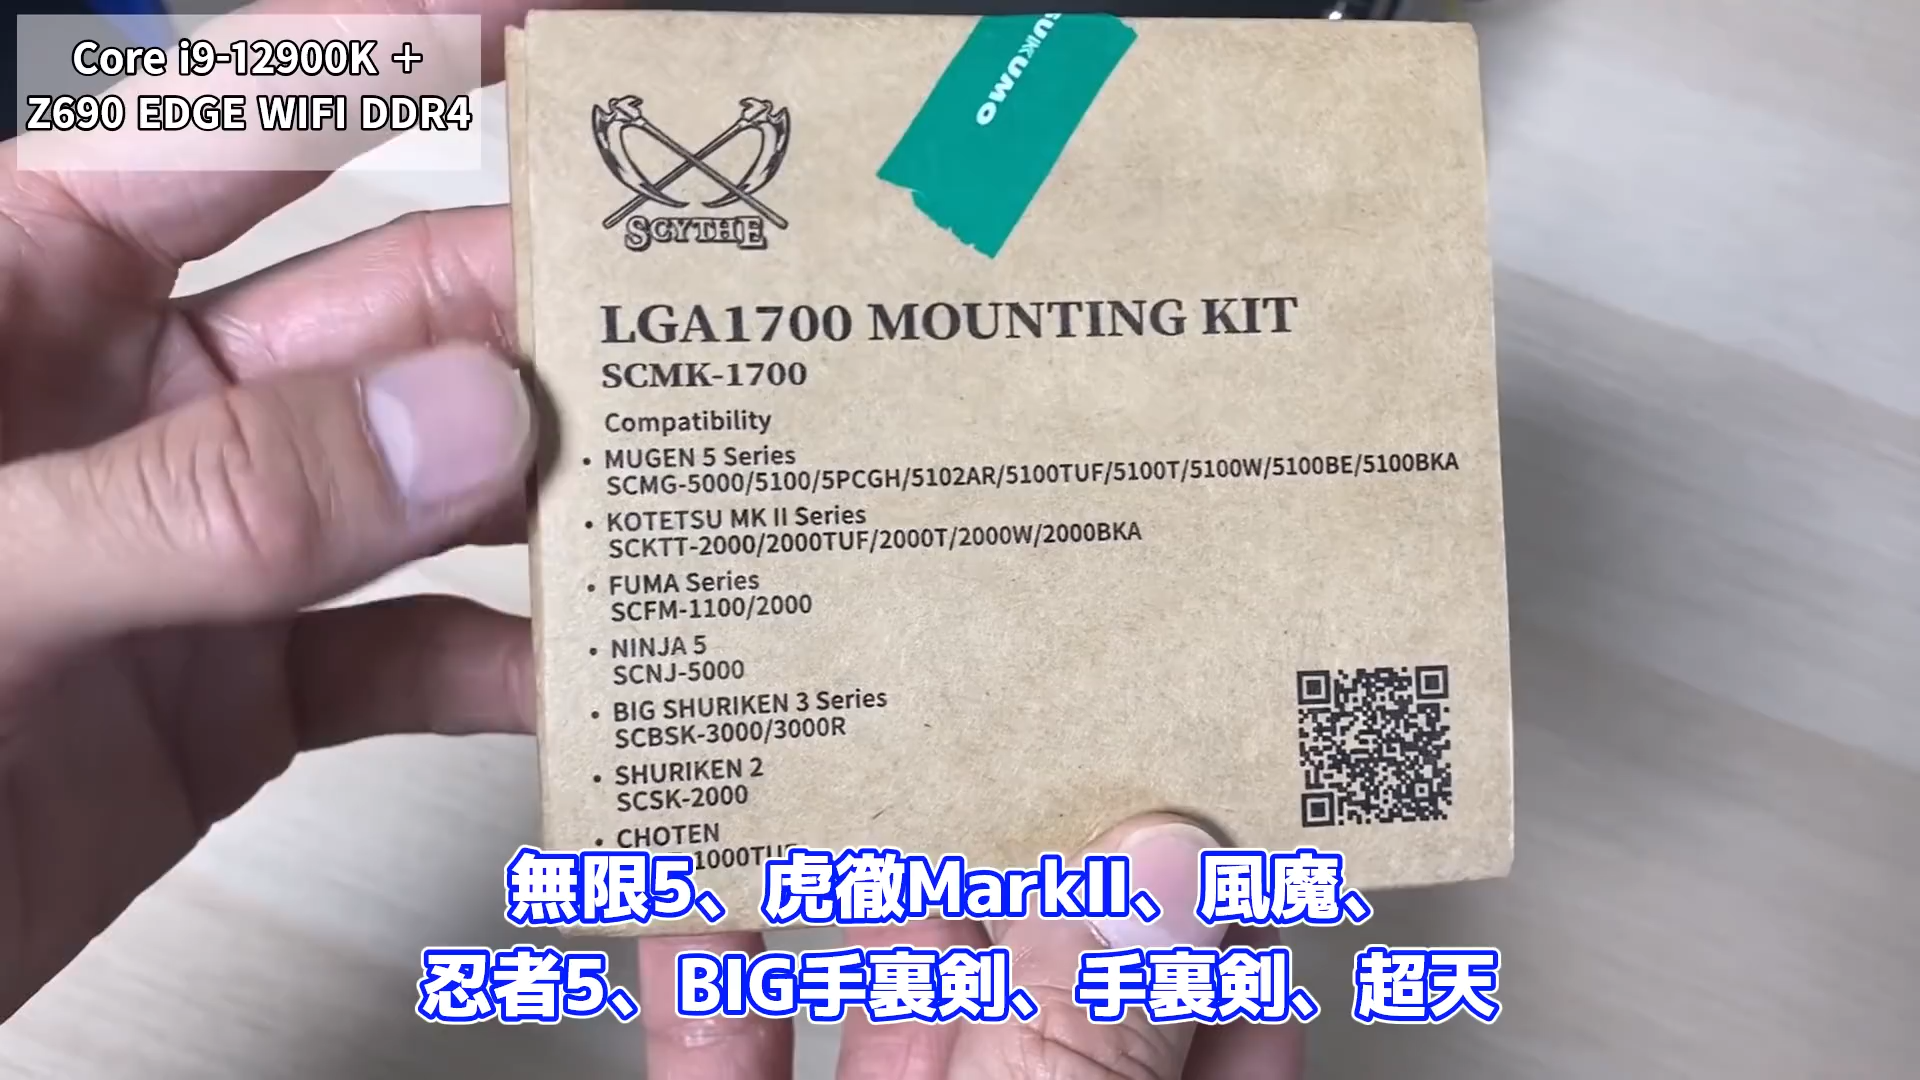 Core i9-12900K +
Z690 EDGE WIFI DDR4
SUKUMO
SCYTHE
LGA1700 MOUNTING KIT
SCMK-1700
Compatibility
• MUGEN 5 Series
SCMG-5000/5100/5PCGH/5102AR/5100TUF/5100T/5100W/5100BE/5100BKA
• KOTETSU MK II Series
SCKTT-2000/2000TUF/2000T/2000W/2000BKA
• FUMA Series
SCFM-1100/2000
• NINJA 5
SCNJ-5000
• BIG SHURIKEN 3 Series
SCBSK-3000/3000R
• SHURIKEN 2
SCSK-2000
• CHOTEN
1000TUF
無限5、虎徹MarkII、風魔、
忍者5、BIG手裏剣、手裏剣、超天